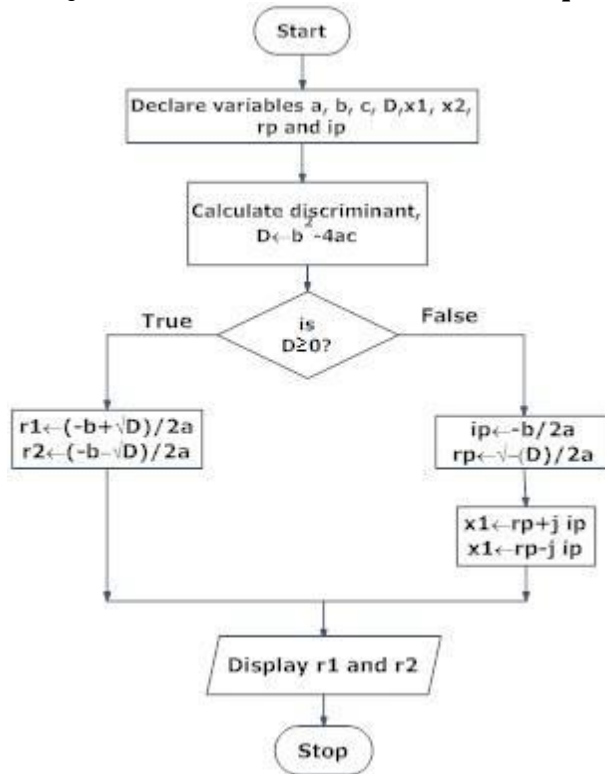 Start
Declare variables a, b, c, D,x1, x2,
rp and ip
Calculate discriminant,
D←b²-4ac
True
is
D≥0?
False
r1←(-b+√D)/2a
r2←(-b-√D)/2a
ip←-b/2a
rp←√-(D)/2a
x1←rp+j ip
x1←rp-j ip
Display r1 and r2
Stop